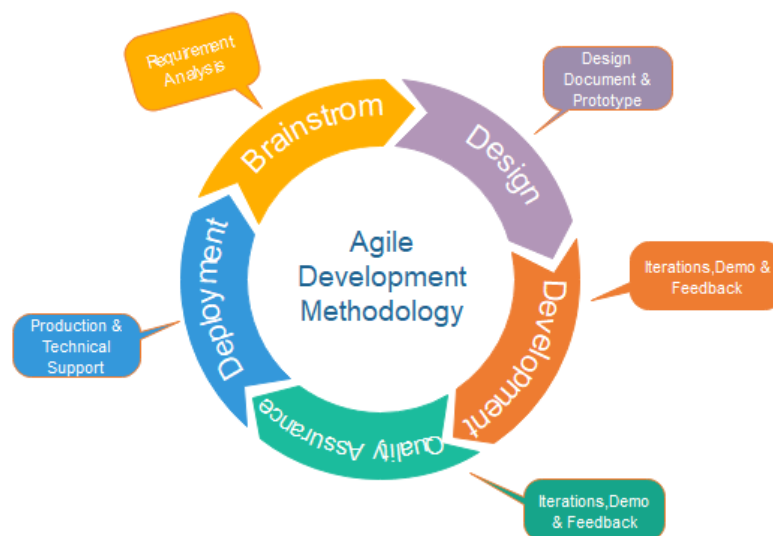 Requirement
Analysis
Brainstrom
Design
Document &
Prototype
Design
Agile
Development
Methodology
Iterations,Demo &
Feedback
Development
Production &
Technical
Support
Deployment
Quality Assurance
Iterations,Demo
& Feedback